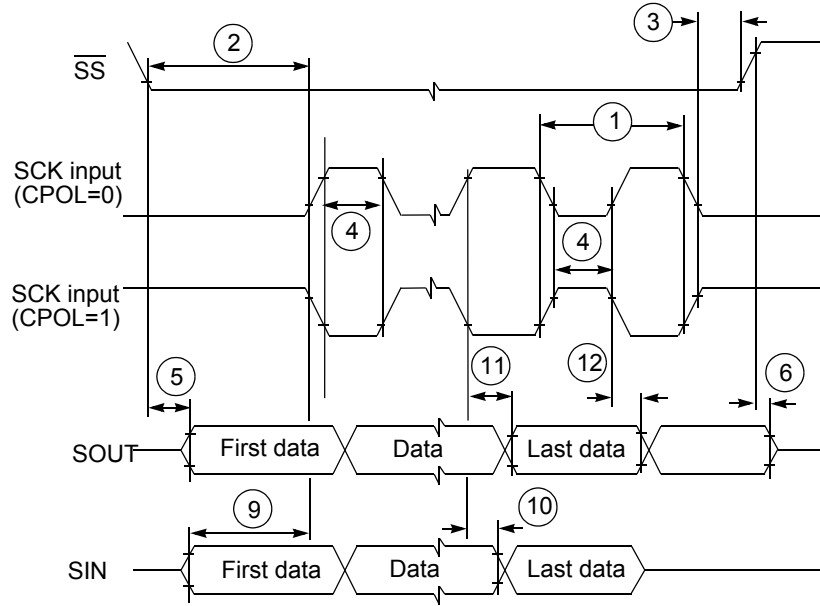 2
3
S̅S̅
1
SCK input
(CPOL=0)
4
4
SCK input
(CPOL=1)
5
11
12
6
SOUT
First data
Data
Last data
9
10
SIN
First data
Data
Last data